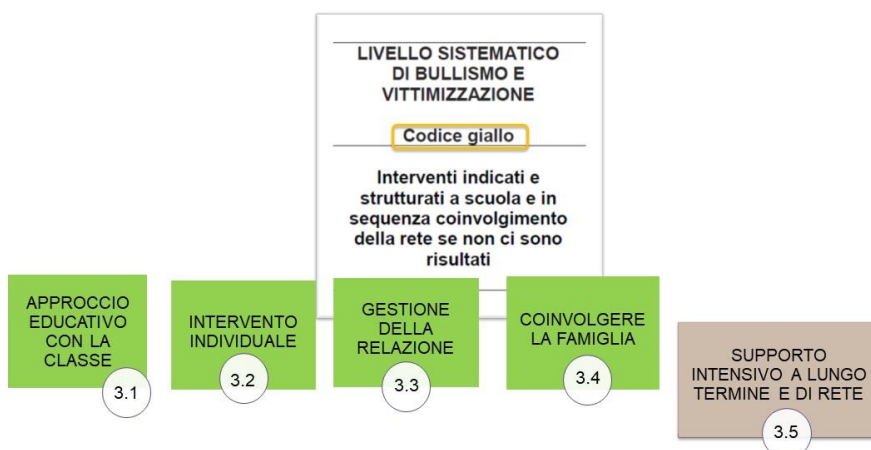 LIVELLO SISTEMATICO
DI BULLISMO E
VITTIMIZZAZIONE
Codice giallo
Interventi indicati e
strutturati a scuola e in
sequenza coinvolgimento
della rete se non ci sono
risultati
APPROCCIO
EDUCATIVO
CON LA
CLASSE
3.1
INTERVENTO
INDIVIDUALE
3.2
GESTIONE
DELLA
RELAZIONE
3.3
COINVOLGERE
LA FAMIGLIA
3.4
SUPPORTO
INTENSIVO A LUNGO
TERMINE E DI RETE
3.5